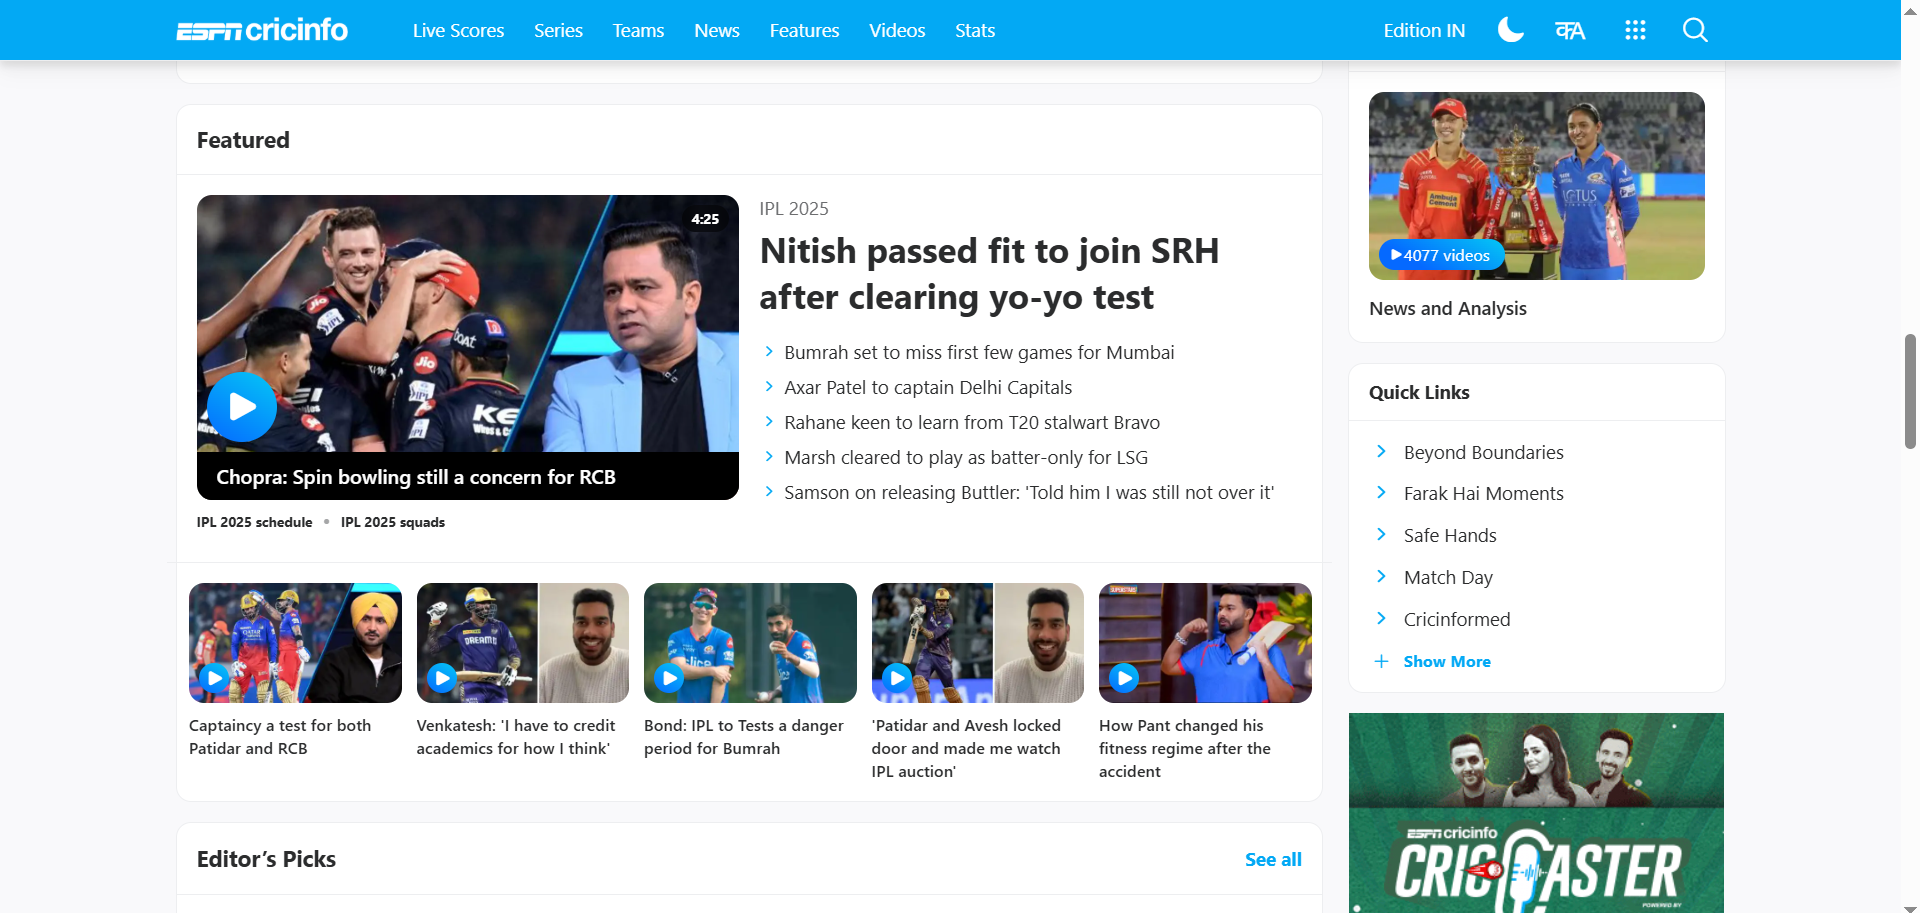 ESPN cricinfo
Live Scores
Series
Teams
News
Features
Videos
Stats
Edition IN
Featured
4:25
Jio
boat
Jio
KE
Chopra: Spin bowling still a concern for RCB
IPL 2025 schedule
IPL 2025 squads
IPL 2025
Nitish passed fit to join SRH
after clearing yo-yo test
Bumrah set to miss first few games for Mumbai
Axar Patel to captain Delhi Capitals
Rahane keen to learn from T20 stalwart Bravo
Marsh cleared to play as batter-only for LSG
Samson on releasing Buttler: 'Told him I was still not over it'
Captaincy a test for both
Patidar and RCB
Venkatesh: 'I have to credit
academics for how I think'
Bond: IPL to Tests a danger
period for Bumrah
'Patidar and Avesh locked
door and made me watch
IPL auction'
How Pant changed his
fitness regime after the
accident
Editor's Picks
See all
Ambuja
Cement
4077 videos
News and Analysis
Quick Links
Beyond Boundaries
Farak Hai Moments
Safe Hands
Match Day
Cricinformed
Show More
ESPN cricinfo
CRICCASTER
POWERED BY